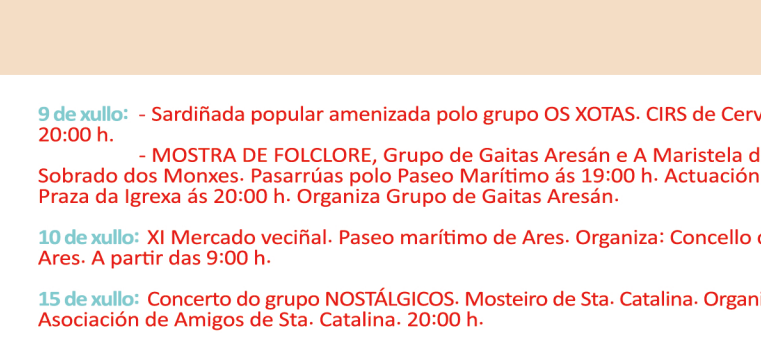 9 de xullo: - Sardiñada popular amenizada polo grupo OS XOTAS. CIRS de
20:00 h.
- MOSTRA DE FOLCLORE, Grupo de Gaitas Aresán e A Maristela
Sobrado dos Monxes. Pasarrúas polo Paseo Marítimo ás 19:00 h. Actuación
Praza da Igrexa ás 20:00 h. Organiza Grupo de Gaitas Aresán.
10 de xullo: XI Mercado veciñal. Paseo marítimo de Ares. Organiza: Concello
Ares. A partir das 9:00 h.
15 de xullo: Concerto do grupo NOSTÁLGICOS. Mosteiro de Sta. Catalina.
Asociación de Amigos de Sta. Catalina. 20:00 h.